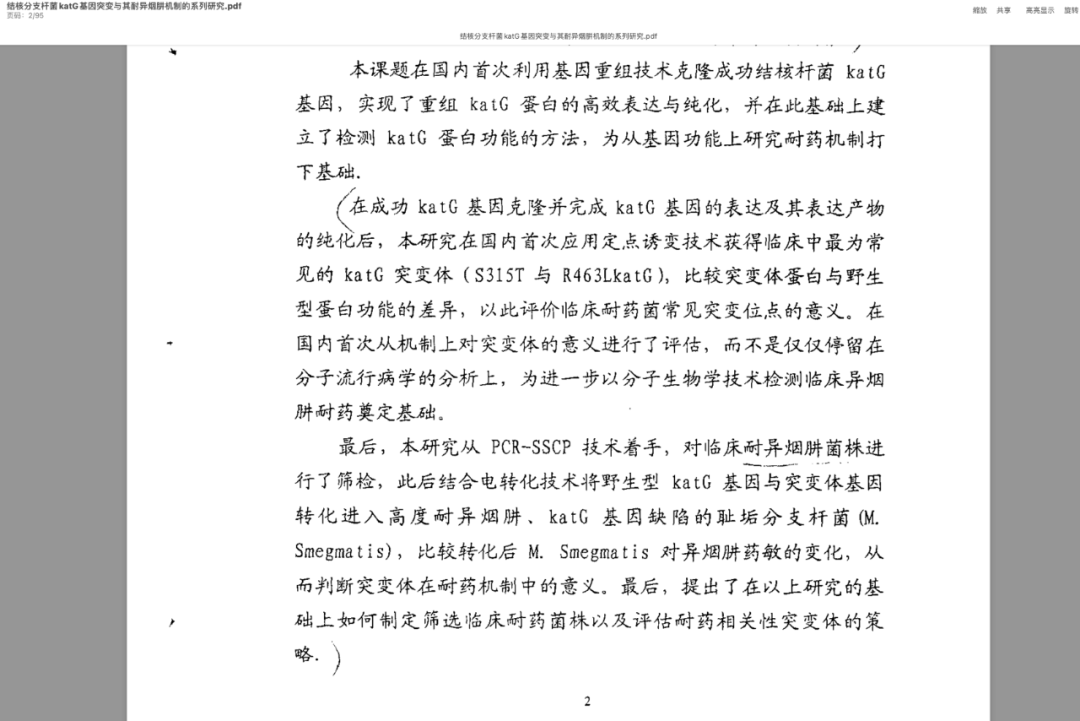 结核分支杆菌katG基因突变与其耐异烟肼机制的系列研究.pdf
页码：2/95
缩放 共享 高亮显示 旋转
结核分支杆菌katG基因突变与其耐异烟肼机制的系列研究.pdf
本课题在国内首次利用基因重组技术克隆成功结核杆菌 katG
基因，实现了重组 katG 蛋白的高效表达与纯化，并在此基础上建
立了检测 katG 蛋白功能的方法，为从基因功能上研究耐药机制打
下基础.
(在成功 katG 基因克隆并完成 katG 基因的表达及其表达产物
的纯化后，本研究在国内首次应用定点诱变技术获得临床中最为常
见的 katG 突变体（S315T 与 R463LkatG），比较突变体蛋白与野生
型蛋白功能的差异，以此评价临床耐药菌常见突变位点的意义。在
国内首次从机制上对突变体的意义进行了评估，而不是仅仅停留在
分子流行病学的分析上，为进一步以分子生物学技术检测临床异烟
肼耐药奠定基础。
最后，本研究从 PCR-SSCP 技术着手，对临床耐异烟肼菌株进
行了筛检，此后结合电转化技术将野生型 katG 基因与突变体基因
转化进入高度耐异烟肼、katG 基因缺陷的耻垢分支杆菌(M.
Smegmatis)，比较转化后 M. Smegmatis 对异烟肼药敏的变化，从
而判断突变体在耐药机制中的意义。最后，提出了在以上研究的基
础上如何制定筛选临床耐药菌株以及评估耐药相关性突变体的策
略.)
2